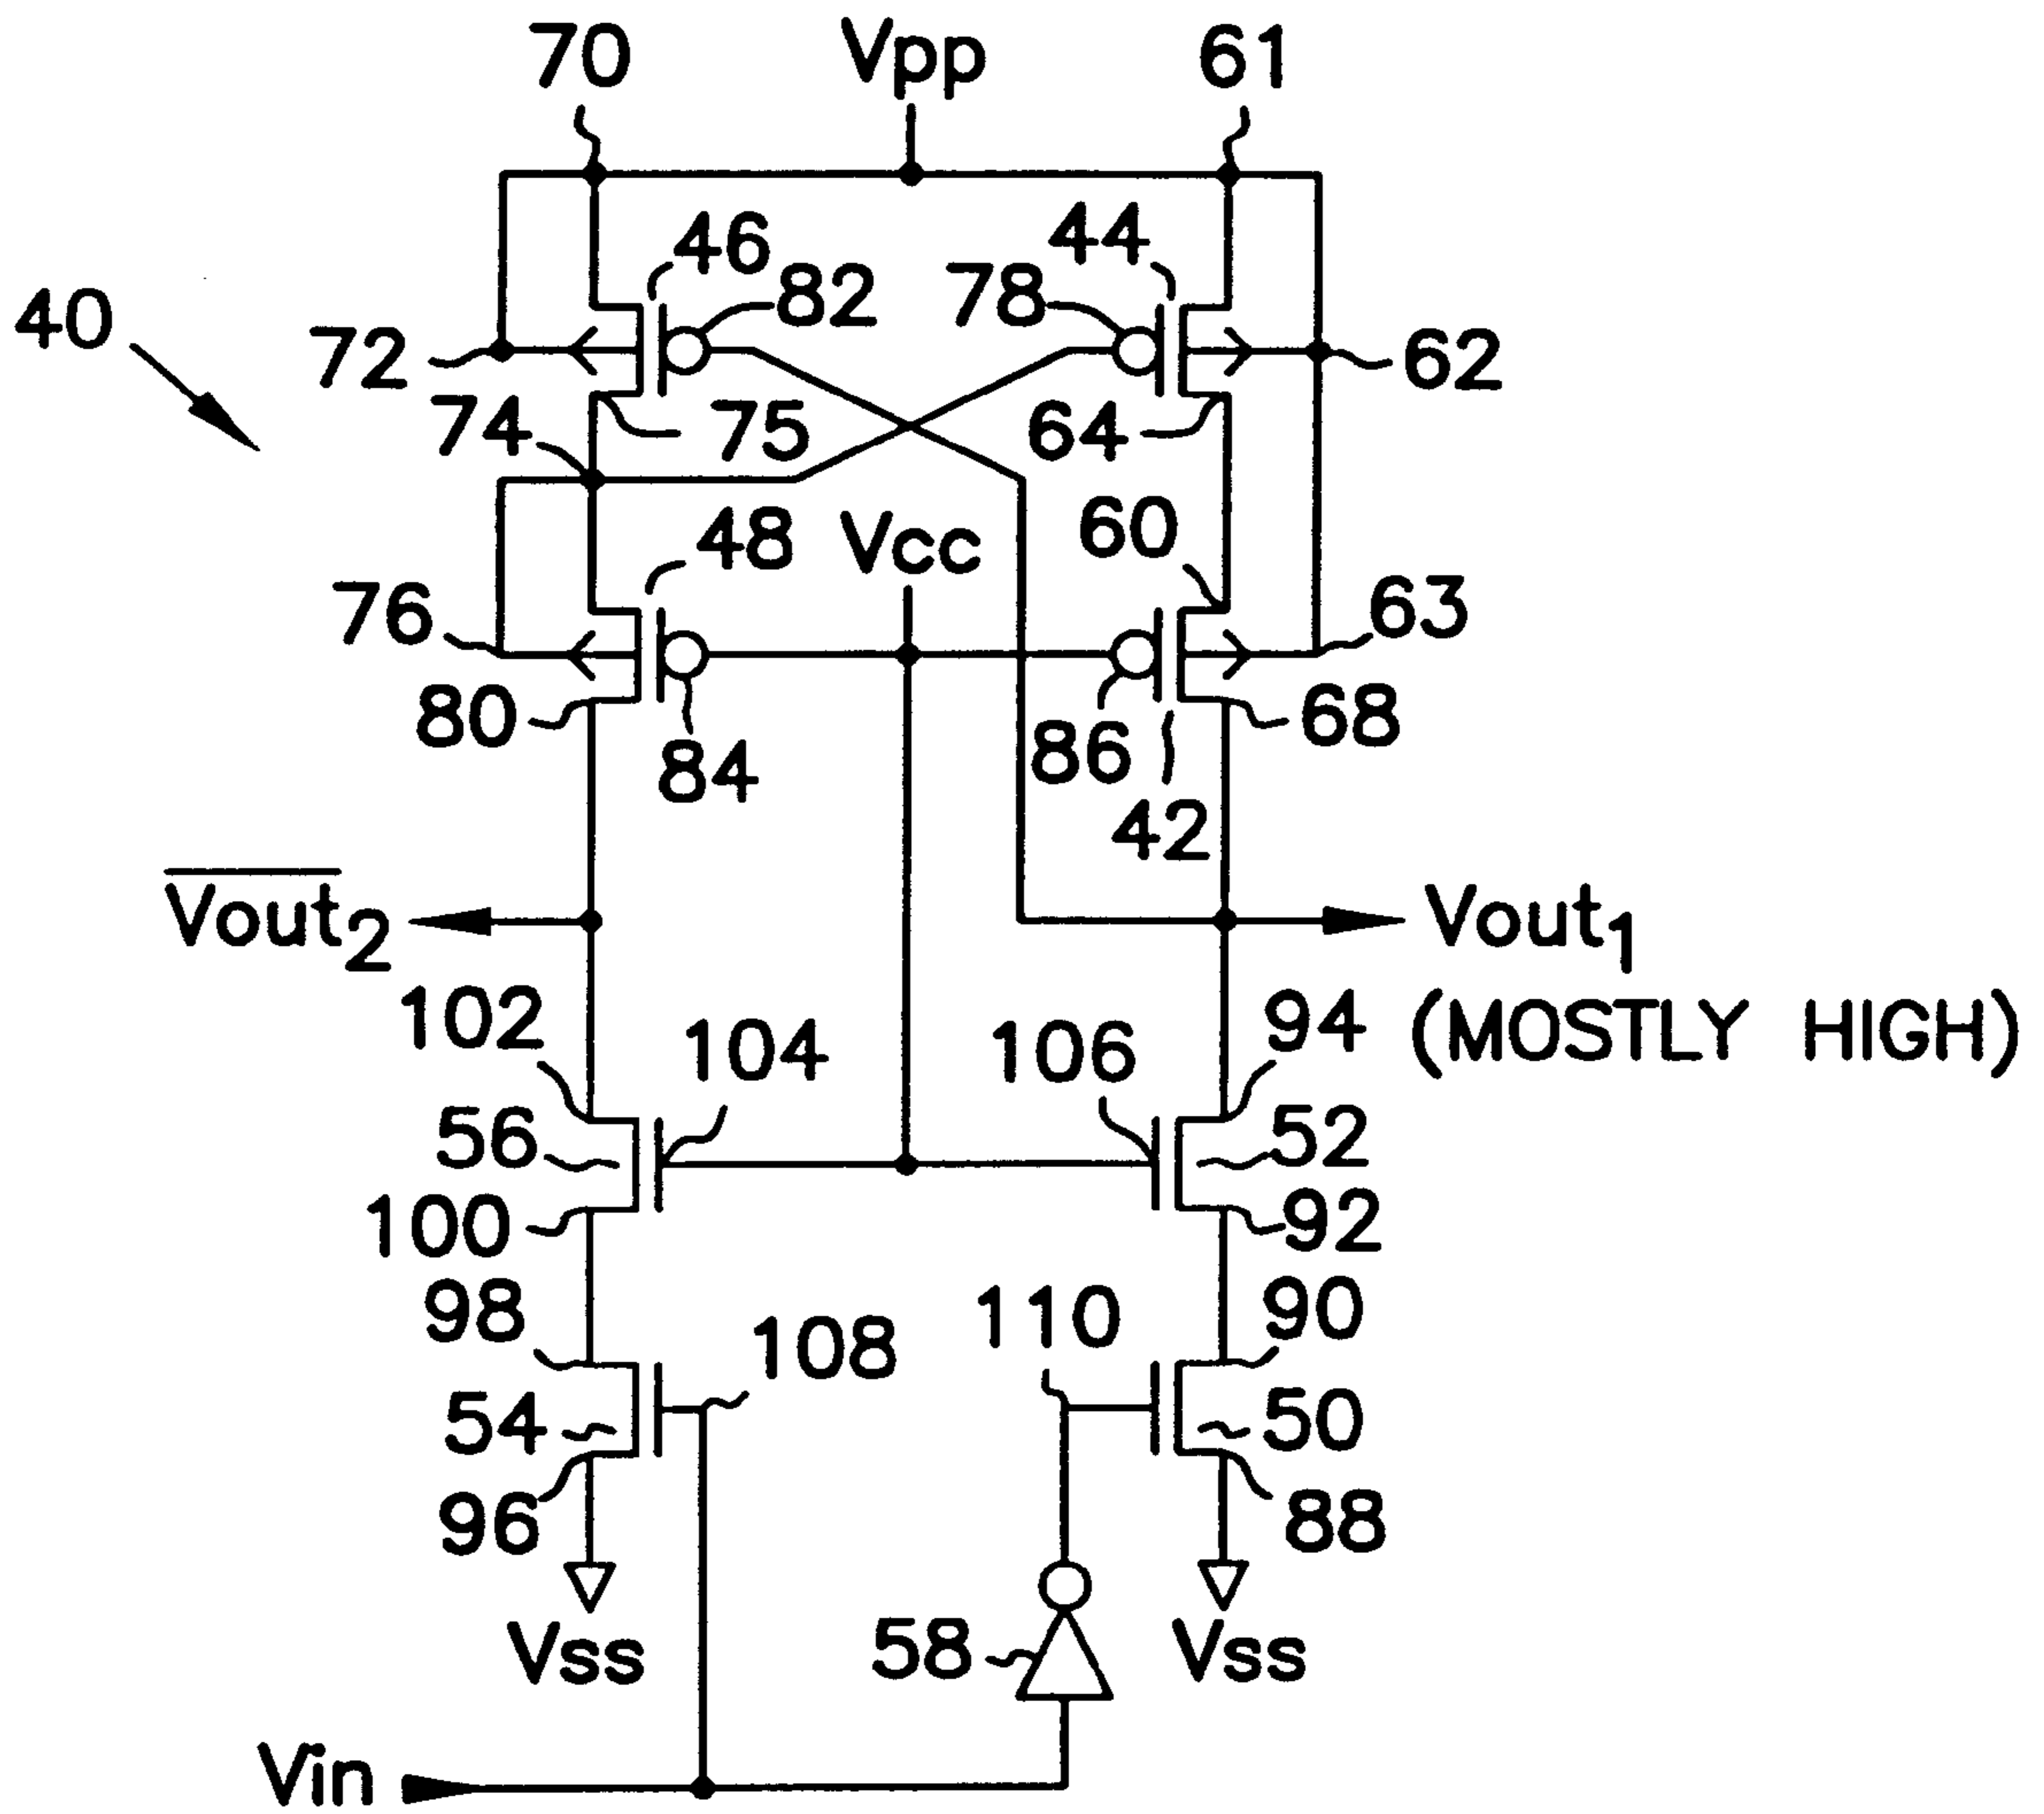 70 Vpp 61
46 44
82 78
40
72 62
74 75 64
48 Vcc 60
76 63
80 68
84 86
42
Vout2 Vout1
102 94 (MOSTLY HIGH)
104 106
56 52
100 92
98 110 90
108
54 50
96 88
Vss 58 Vss
Vin